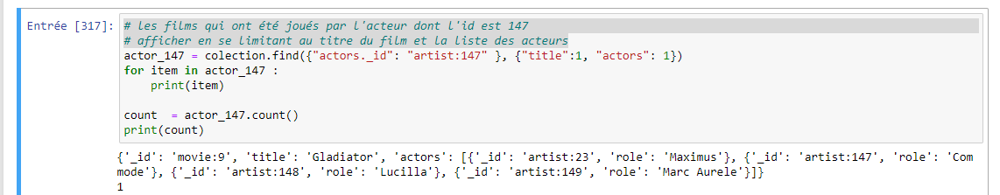 Entrée [317]: # les films qui ont été joués par l'acteur dont l'id est 147
# afficher en se limitant au titre du film et la liste des acteurs
actor_147 = colection.find({"actors._id": "artist:147" }, {"title":1, "actors": 1})
for item in actor_147 :
    print(item)
count  = actor_147.count()
print(count)
{'_id': 'movie:9', 'title': 'Gladiator', 'actors': [{'_id': 'artist:23', 'role': 'Maximus'}, {'_id': 'artist:147', 'role': 'Com
mode'}, {'_id': 'artist:148', 'role': 'Lucilla'}, {'_id': 'artist:149', 'role': 'Marc Aurele'}]}
1